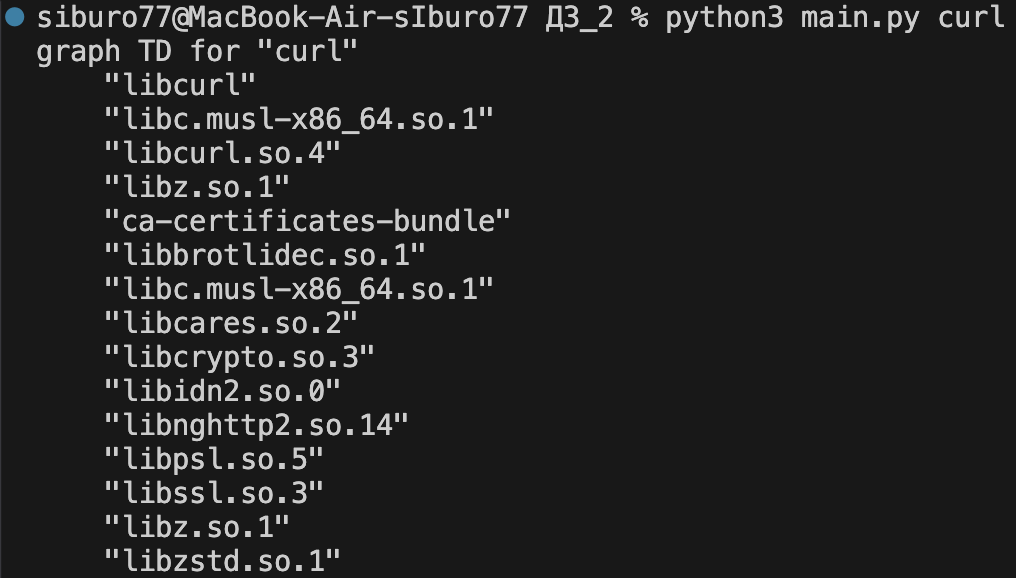 siburo77@MacBook-Air-sIburo77 ДЗ_2 % python3 main.py curl
graph TD for "curl"
    "libcurl"
    "libc.musl-x86_64.so.1"
    "libcurl.so.4"
    "libz.so.1"
    "ca-certificates-bundle"
    "libbrotlidec.so.1"
    "libc.musl-x86_64.so.1"
    "libcares.so.2"
    "libcrypto.so.3"
    "libidn2.so.0"
    "libnghttp2.so.14"
    "libpsl.so.5"
    "libssl.so.3"
    "libz.so.1"
    "libzstd.so.1"